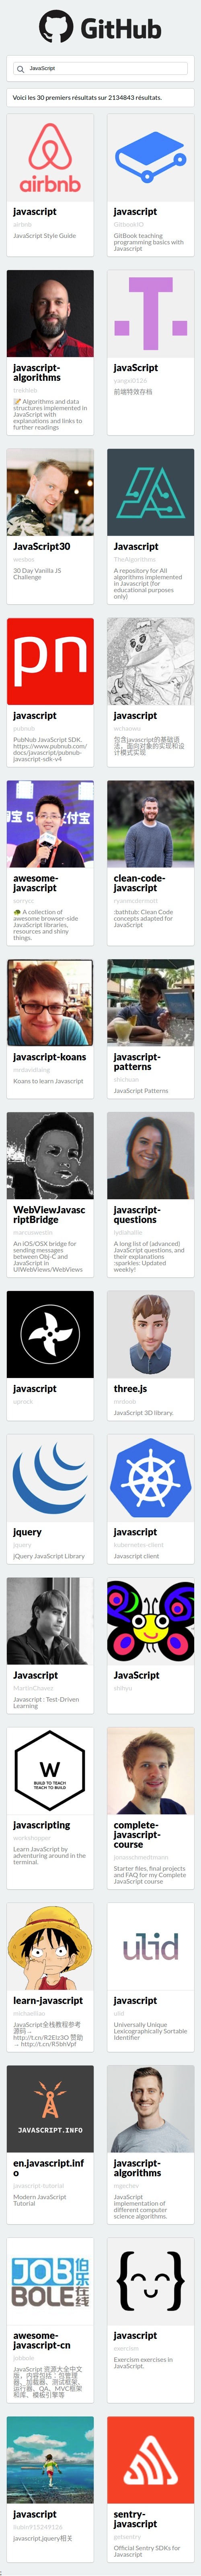 GitHub
JavaScript
Voici les 30 premiers résultats sur 2134843 résultats.
airbnb
javascript
airbnb
JavaScript Style Guide
javascript
GitbookIO
GitBook teaching
programming basics with
Javascript
javascript-
algorithms
trekhleb
📝 Algorithms and data
structures implemented in
JavaScript with
explanations and links to
further readings
javaScript
yangxi0126
前端特效存档
JavaScript30
wesbos
30 Day Vanilla JS
Challenge
Javascript
TheAlgorithms
A repository for All
algorithms implemented
in Javascript (for
educational purposes
only)
pn
javascript
pubnub
PubNub JavaScript SDK.
https://www.pubnub.com/
docs/javascript/pubnub-
javascript-sdk-v4
javascript
包含javascript的基础语
法，面向对象的实现和设
计模式实现
awesome-
javascript
sorrycc
🐢 A collection of
awesome browser-side
JavaScript libraries,
resources and shiny
things.
clean-code-
javascript
ryanmcdermott
:bathtub: Clean Code
concepts adapted for
JavaScript
javascript-koans
mrdavidlaing
Koans to learn Javascript
javascript-
patterns
shichuan
JavaScript Patterns
WebViewJavasc
riptBridge
marcuswestin
An iOS/OSX bridge for
sending messages
between Obj-C and
JavaScript in
UIWebViews/WebViews
javascript-
questions
lydiahallie
A long list of (advanced)
JavaScript questions, and
their explanations
:sparkles: Updated
weekly!
javascript
uprock
three.js
mrdoob
JavaScript 3D library.
jquery
jquery
jQuery JavaScript Library
javascript
kubernetes-client
Javascript client
Javascript
MartinChavez
Javascript : Test-Driven
Learning
JavaScript
shihyu
W
BUILD TO TEACH
TEACH TO BUILD
javascripting
workshopper
Learn JavaScript by
adventuring around in the
terminal.
complete-
javascript-
course
jonasschmedtmann
Starter files, final projects
and FAQ for my Complete
JavaScript course
learn-javascript
michaelliao
JavaScript全栈教程参考
源码→
http://t.cn/R2Elz3O 赞助
→ http://t.cn/R5bhVpf
ulid
javascript
ulid
Universally Unique
Lexicographically Sortable
Identifier
JAVASCRIPT.INFO
en.javascript.inf
o
javascript-tutorial
Modern JavaScript
Tutorial
javascript-
algorithms
mgechev
JavaScript
implementation of
different computer
science algorithms.
JOB
BOLE
伯乐在线
awesome-
javascript-cn
jobbole
JavaScript 资源大全中文
版，内容包括：包管理
器、加载器、测试框架、
运行器、QA、MVC框架
和库、模板引擎等
javascript
exercism
Exercism exercises in
JavaScript.
javascript
liubin915249126
javascript,jquery相关
sentry-
javascript
getsentry
Official Sentry SDKs for
Javascript